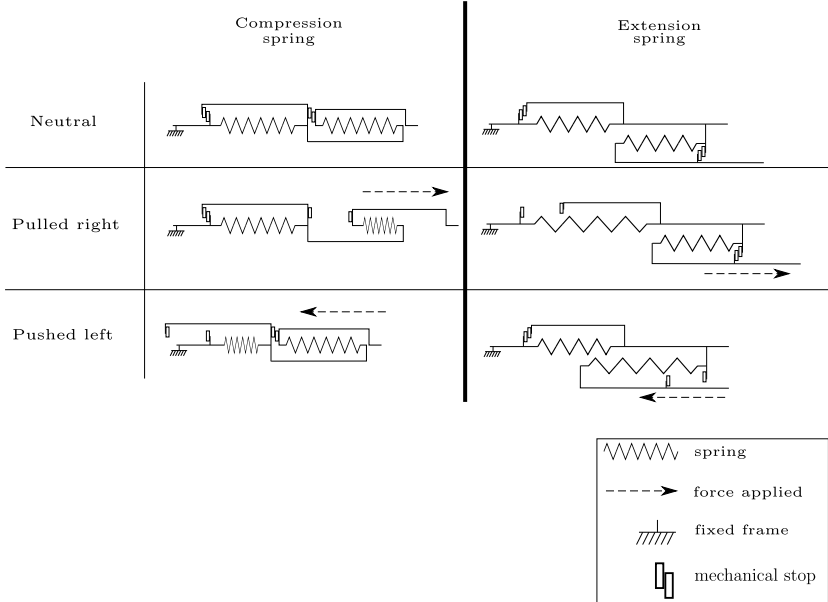 Compression
spring
Extension
spring
Neutral
Pulled right
Pushed left
spring
force applied
fixed frame
mechanical stop